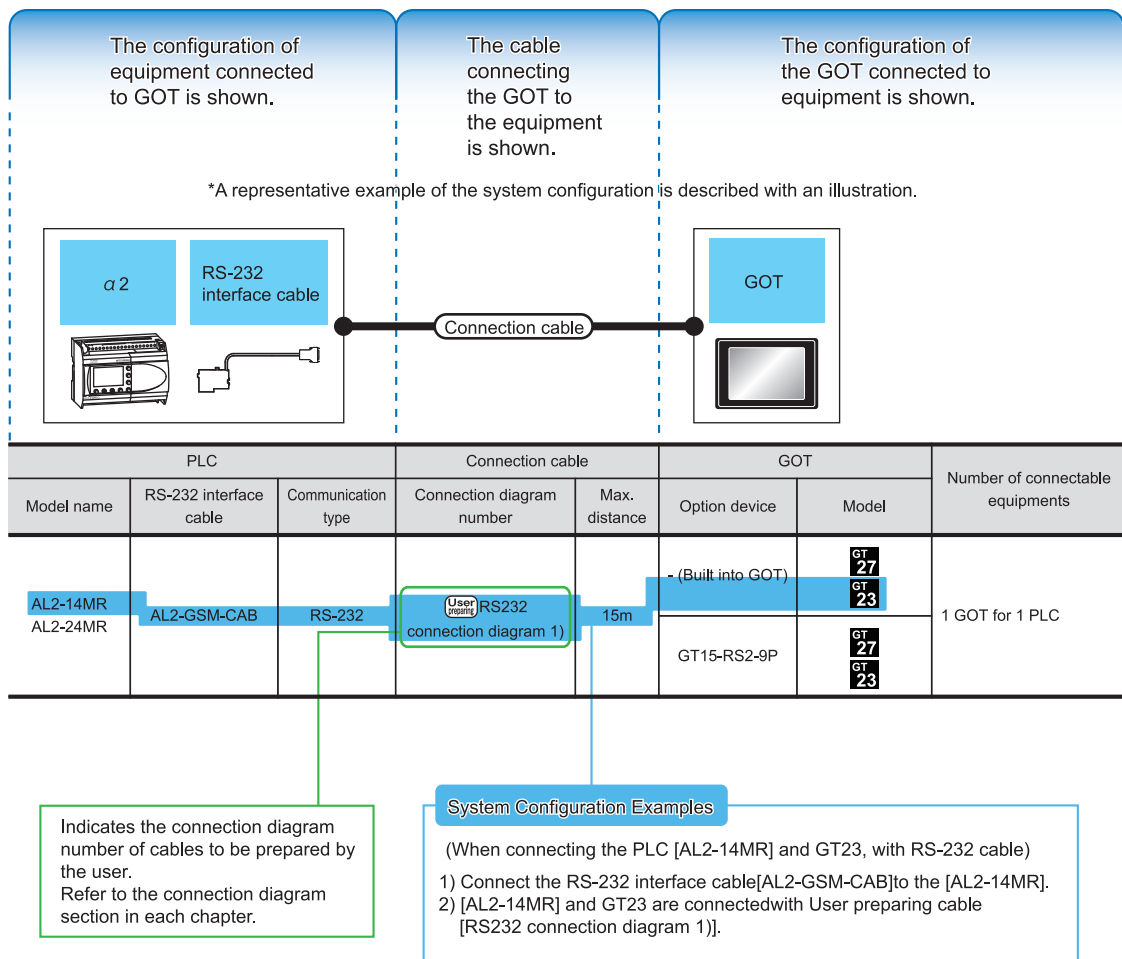 The configuration of
equipment connected
to GOT is shown.
The cable
connecting
the GOT to
the equipment
is shown.
The configuration of
the GOT connected to
equipment is shown.
*A representative example of the system configuration is described with an illustration.
α 2
RS-232
interface cable
Connection cable
GOT
PLC
Connection cable
GOT
Number of connectable
equipments
Model name
RS-232 interface
cable
Communication
type
Connection diagram
number
Max.
distance
Option device
Model
AL2-14MR
AL2-24MR
AL2-GSM-CAB
RS-232
User preparing RS232
connection diagram 1)
15m
- (Built into GOT)
GT
27
GT
23
GT15-RS2-9P
GT
27
GT
23
1 GOT for 1 PLC
Indicates the connection diagram
number of cables to be prepared by
the user.
Refer to the connection diagram
section in each chapter.
System Configuration Examples
(When connecting the PLC [AL2-14MR] and GT23, with RS-232 cable)
1) Connect the RS-232 interface cable[AL2-GSM-CAB]to the [AL2-14MR].
2) [AL2-14MR] and GT23 are connectedwith User preparing cable
[RS232 connection diagram 1)].